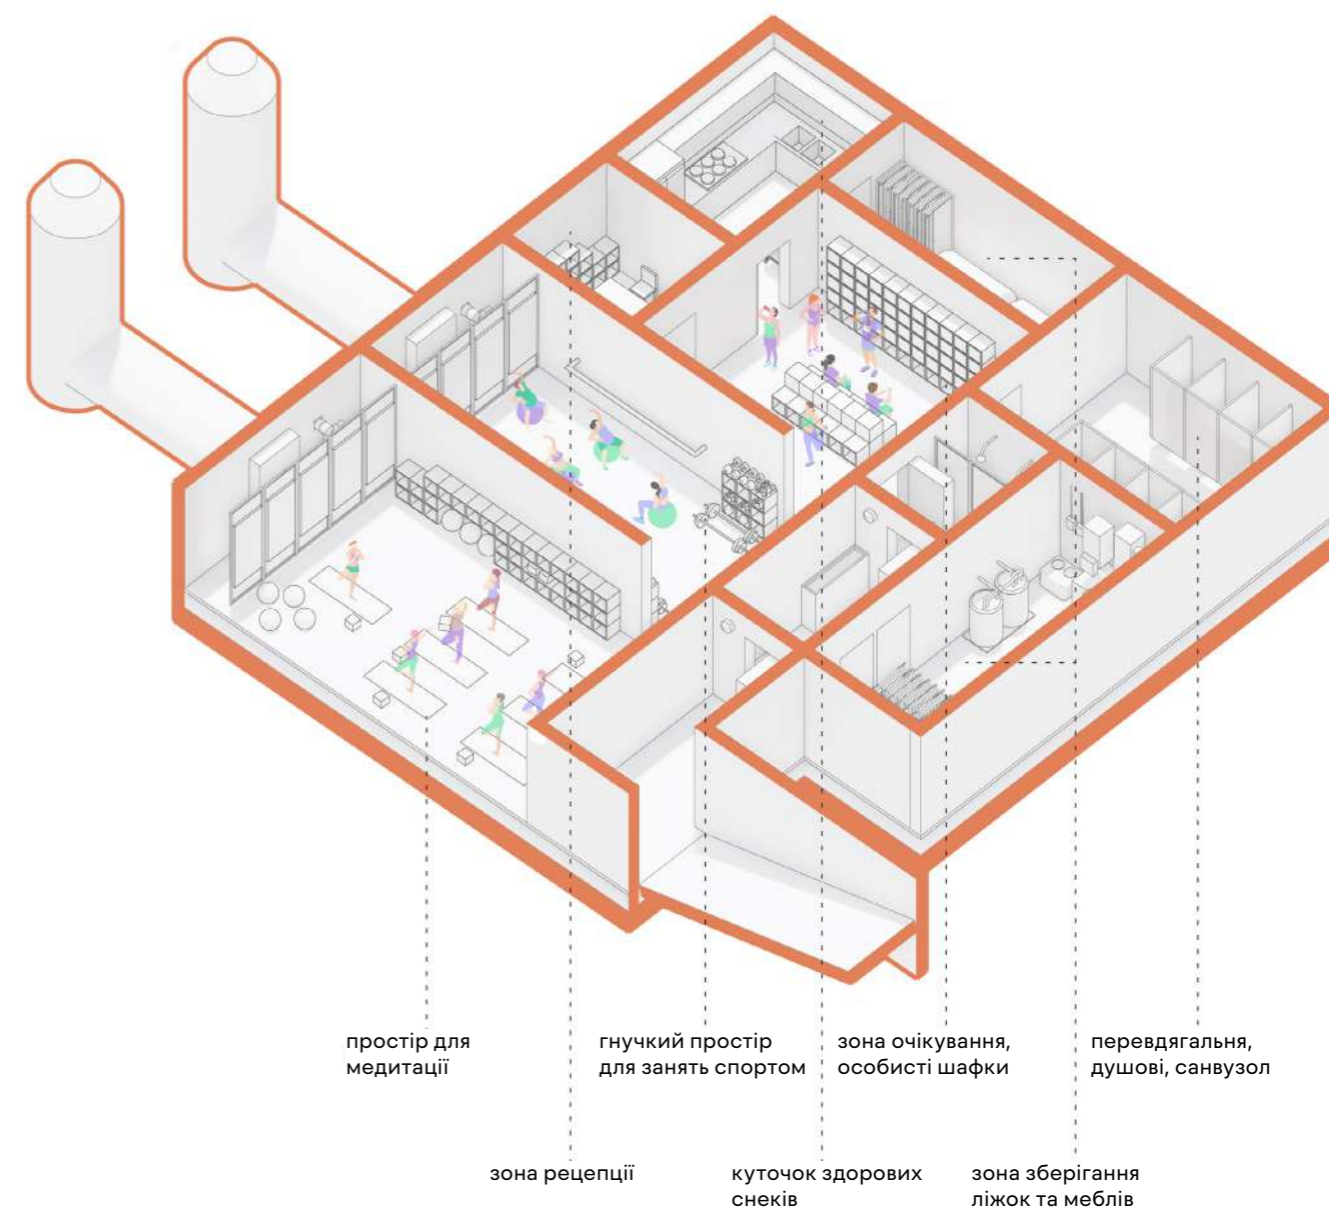 простір для
медитації
гнучкий простір
для занять спортом
зона очікування,
особисті шафки
перевдягальня,
душові, санвузол
зона рецепції
куточок здорових
снеків
зона зберігання
ліжок та меблів